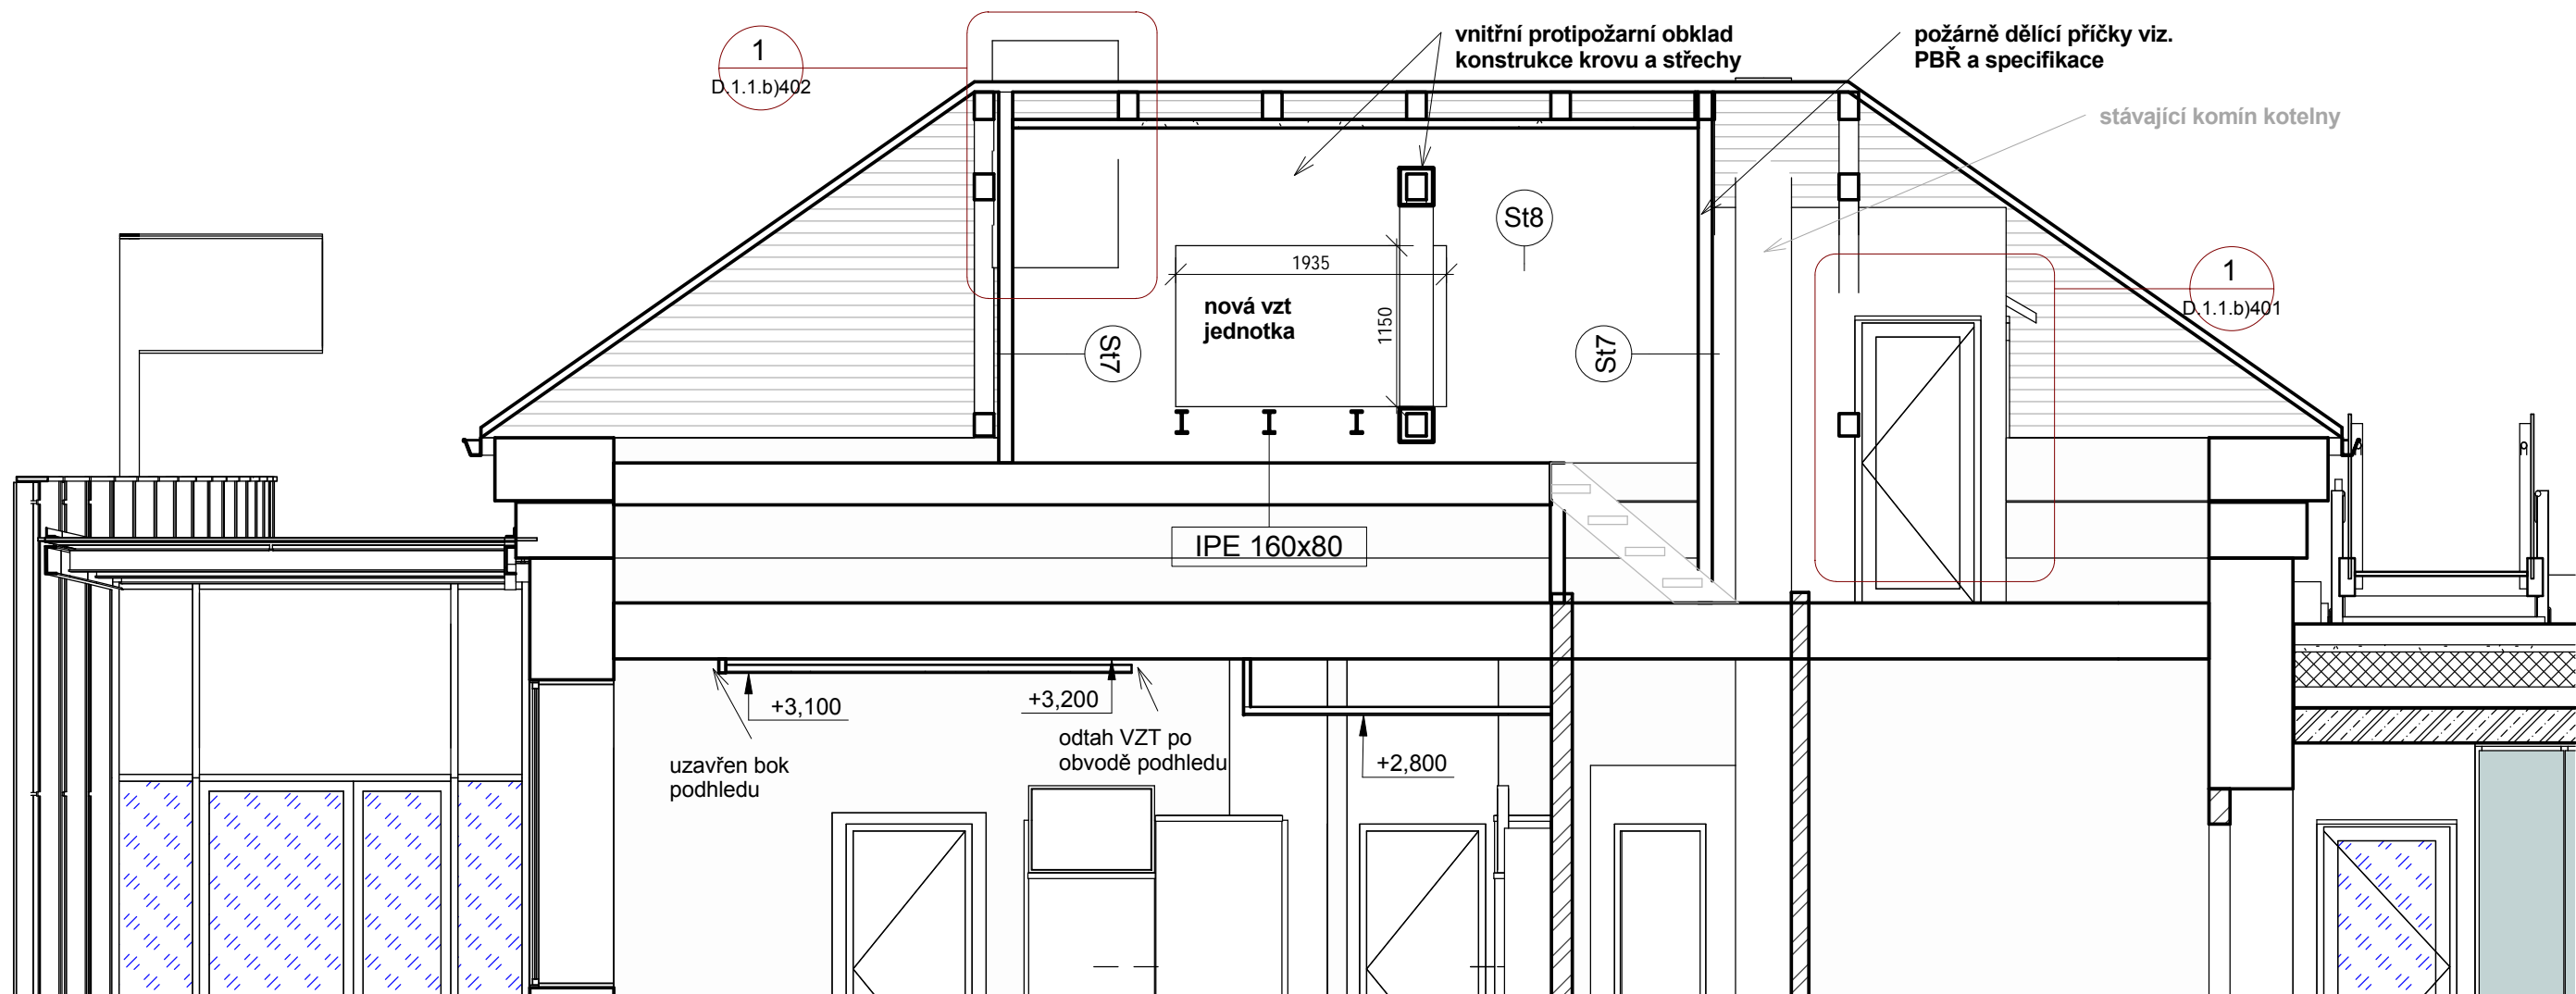 1
D.1.1.b)402
vnitřní protipožární obklad
konstrukce krovu a střechy
požárně dělící příčky viz.
PBŘ a specifikace
stávající komín kotelny
St8
1935
nová vzt
jednotka
1150
St7
St7
1
D.1.1.b)401
IPE 160x80
+3,100
+3,200
+2,800
odtah VZT po
obvodě podhledu
uzavřen bok
podhledu